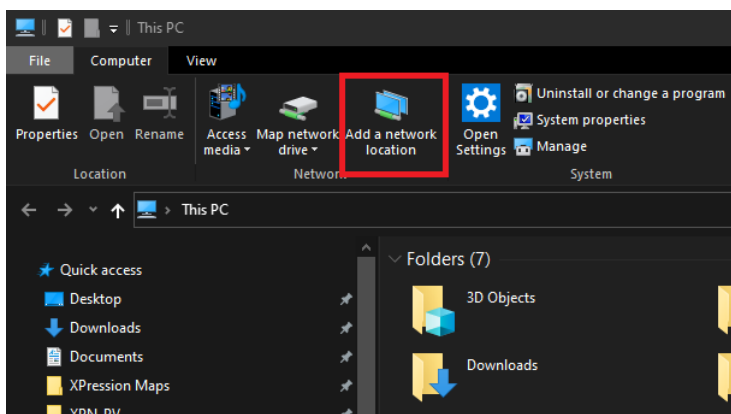 This PC
File Computer View
Properties Open Rename Access media Map network drive Add a network location Open Settings Uninstall or change a program
System properties
Manage
Location Network System
This PC
Quick access
Desktop
Downloads
Documents
XPression Maps
Folders (7)
3D Objects
Downloads